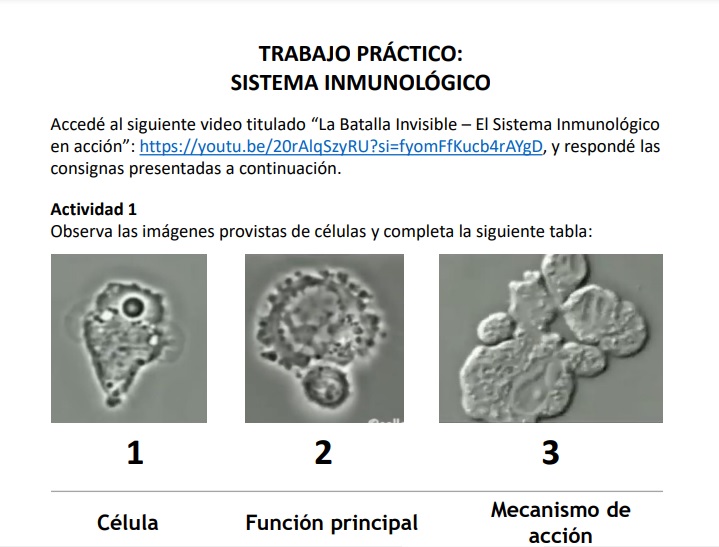 TRABAJO PRÁCTICO:
SISTEMA INMUNOLÓGICO
Accedé al siguiente video titulado “La Batalla Invisible – El Sistema Inmunológico
en acción”: https://youtu.be/20rAlqSzyRU?si=fyomFfKucb4rAYgD, y respondé las
consignas presentadas a continuación.
Actividad 1
Observa las imágenes provistas de células y completa la siguiente tabla:
1 2 3
Célula Función principal Mecanismo de
acción